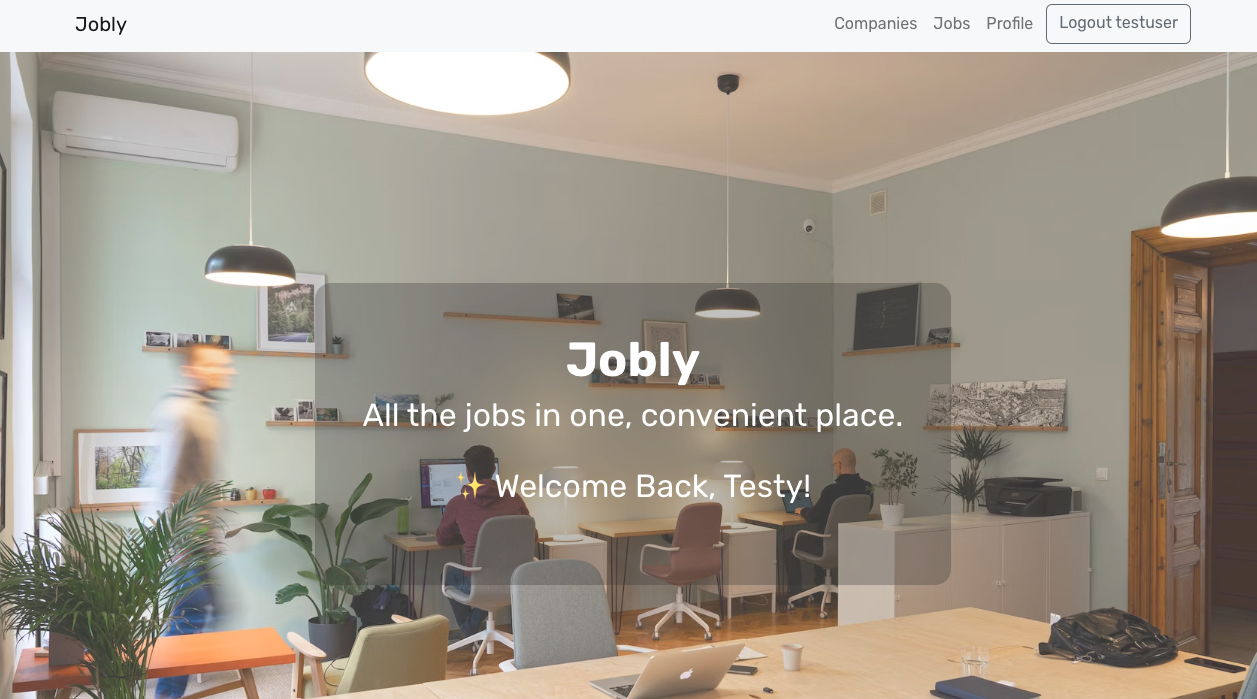 Jobly
Companies Jobs Profile Logout testuser
Jobly
All the jobs in one, convenient place.
✨ Welcome Back, Testy!